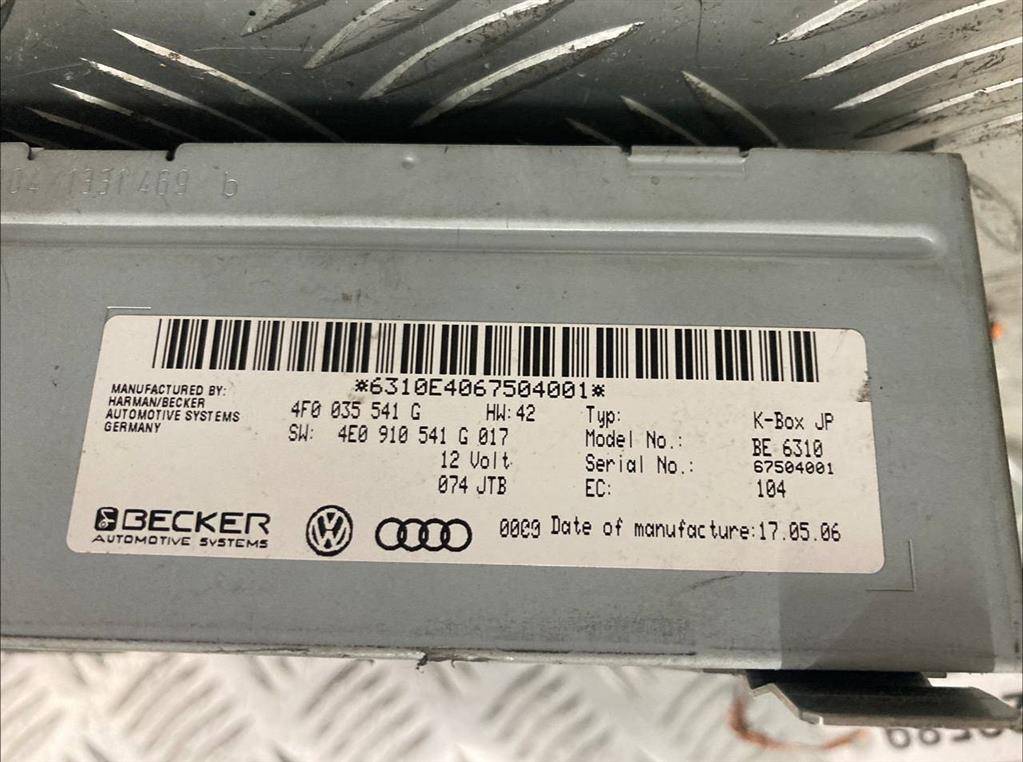 1331469 b
*6310E4067504001*
MANUFACTURED BY:
HARMAN/BECKER
AUTOMOTIVE SYSTEMS
GERMANY
4F0 035 541 G HW:42
SW: 4E0 910 541 G 017
12 Volt
074 JTB
Typ: K-Box JP
Model No.: BE 6310
Serial No.: 67504001
EC: 104
BECKER
AUTOMOTIVE SYSTEMS
0009 Date of manufacture:17.05.06